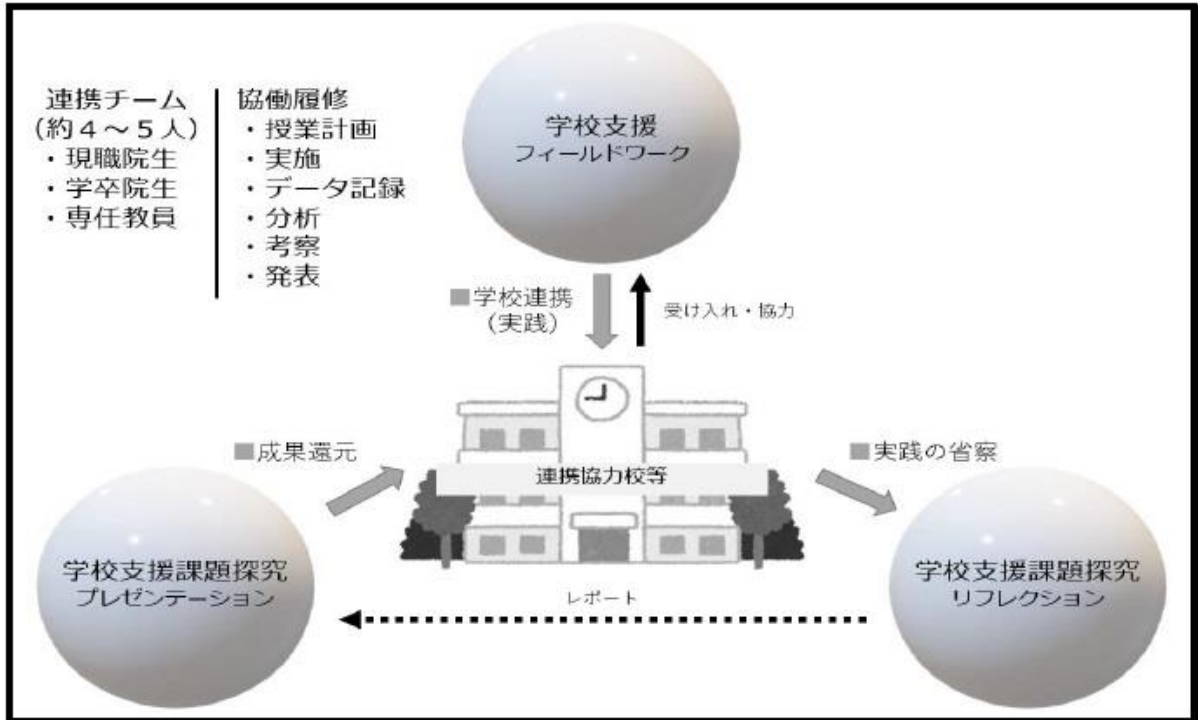 連携チーム
(約4～5人)
・現職院生
・学卒院生
・専任教員
協働履修
・授業計画
・実施
・データ記録
・分析
・考察
・発表
学校支援
フィールドワーク
■学校連携
(実践)
受け入れ・協力
■成果還元
連携協力校等
■実践の省察
学校支援課題探究
プレゼンテーション
レポート
学校支援課題探究
リフレクション